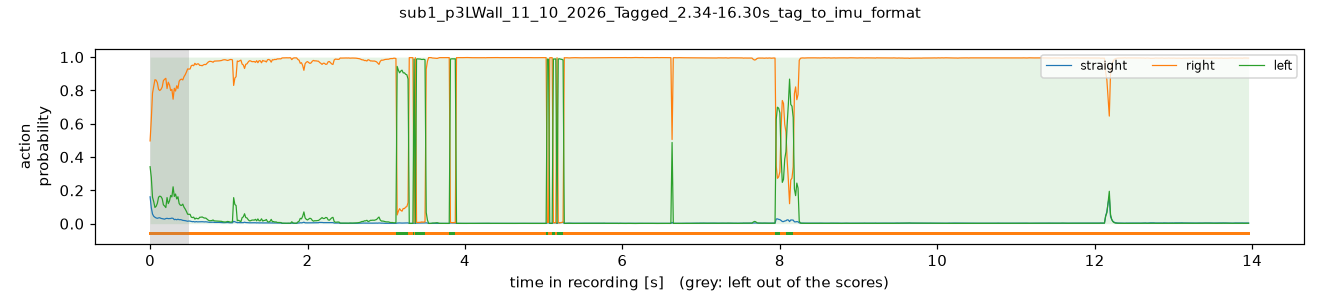 sub1_p3LWall_11_10_2026_Tagged_2.34-16.30s_tag_to_imu_format
straight right left
1.0
0.8
0.6
0.4
0.2
0.0
action
probability
0 2 4 6 8 10 12 14
time in recording [s] (grey: left out of the scores)